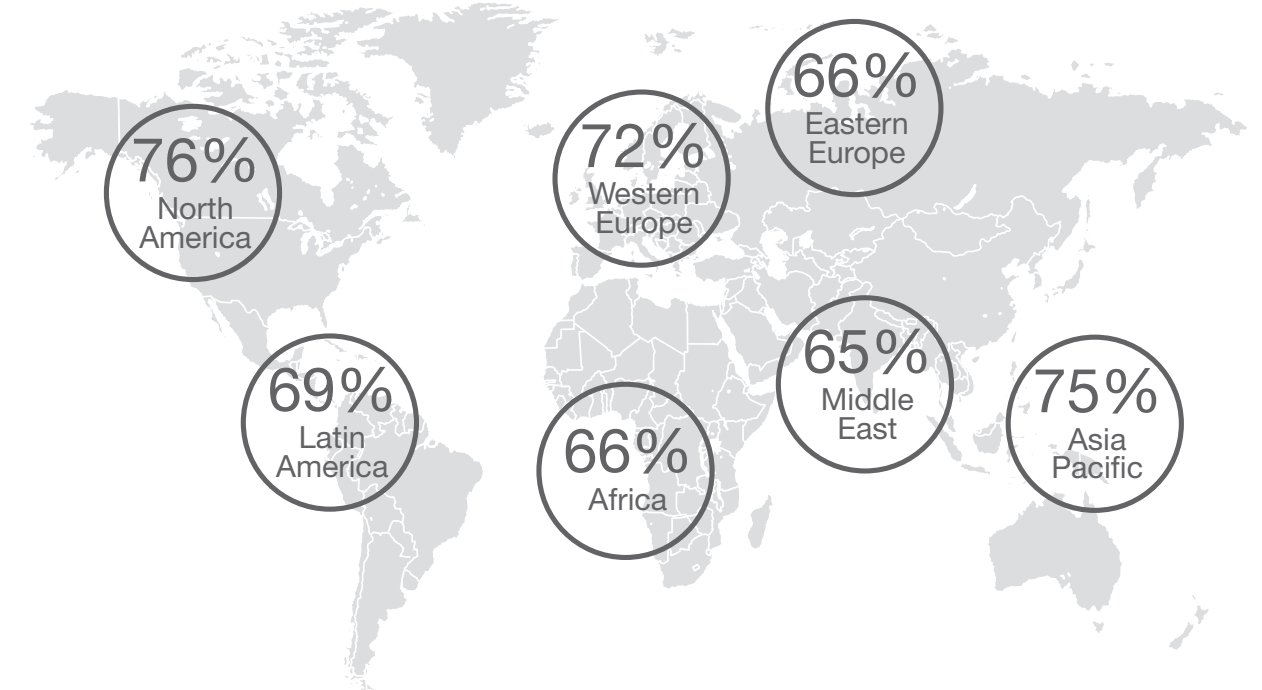 66%
Eastern
Europe
76%
North
America
72%
Western
Europe
65%
Middle
East
69%
Latin
America
75%
Asia
Pacific
66%
Africa